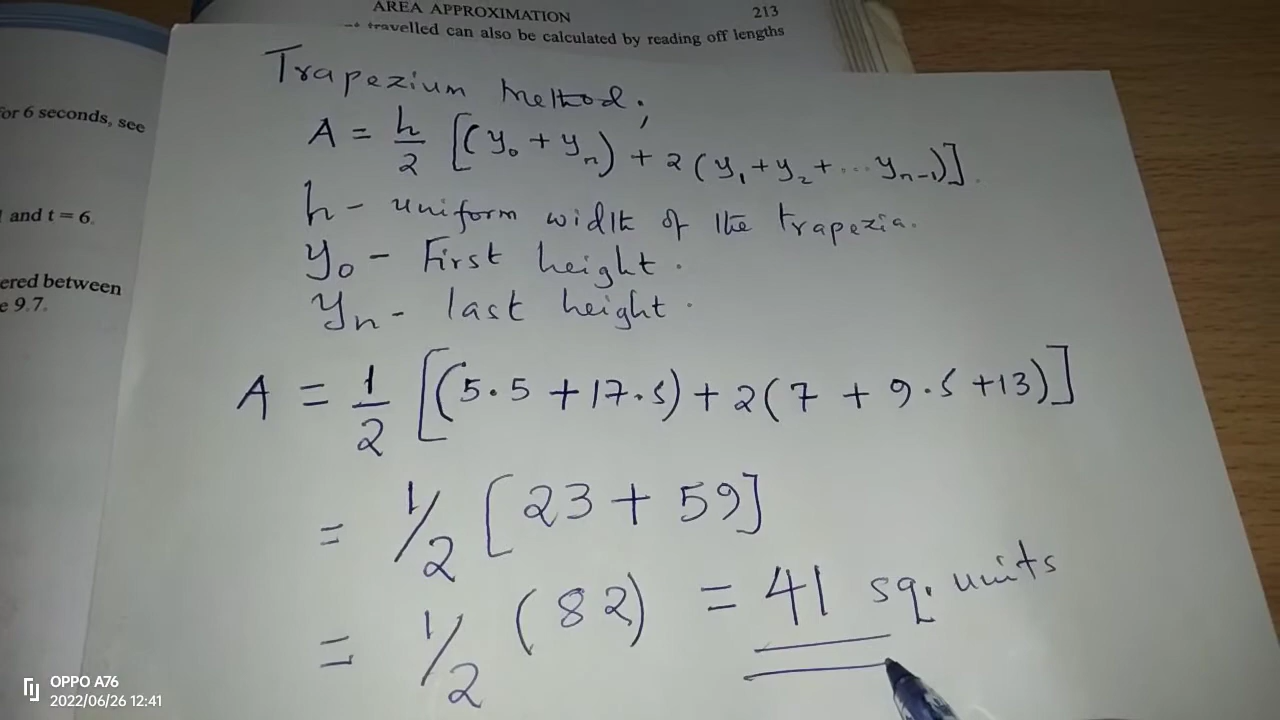 AREA APPROXIMATION 213
travelled can also be calculated by reading off lengths
for 6 seconds, see
and t = 6.
ered between
e 9.7.
Trapezium Method;
A = h/2 [(y₀ + yₙ) + 2(y₁ + y₂ + ... yₙ₋₁)].
h - uniform width of the trapezia.
y₀ - First height.
yₙ - last height.
A = 1/2 [(5.5 + 17.5) + 2(7 + 9.5 + 13)]
= 1/2 [23 + 59]
= 1/2 (82) = 41 sq. units
OPPO A76
2022/06/26 12:41